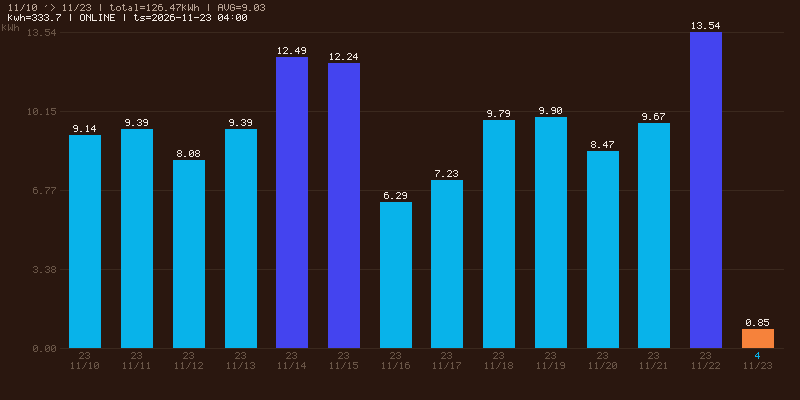 11/10 -> 11/23 | total=126.47kWh | AVG=9.03
Kwh=333.7 | ONLINE | ts=2026-11-23 04:00
kWh
13.54
10.15
6.77
3.38
0.00
9.14 9.39 8.08 9.39 12.49 12.24 6.29 7.23 9.79 9.90 8.47 9.67 13.54 0.85
23 23 23 23 23 23 23 23 23 23 23 23 23 4
11/10 11/11 11/12 11/13 11/14 11/15 11/16 11/17 11/18 11/19 11/20 11/21 11/22 11/23